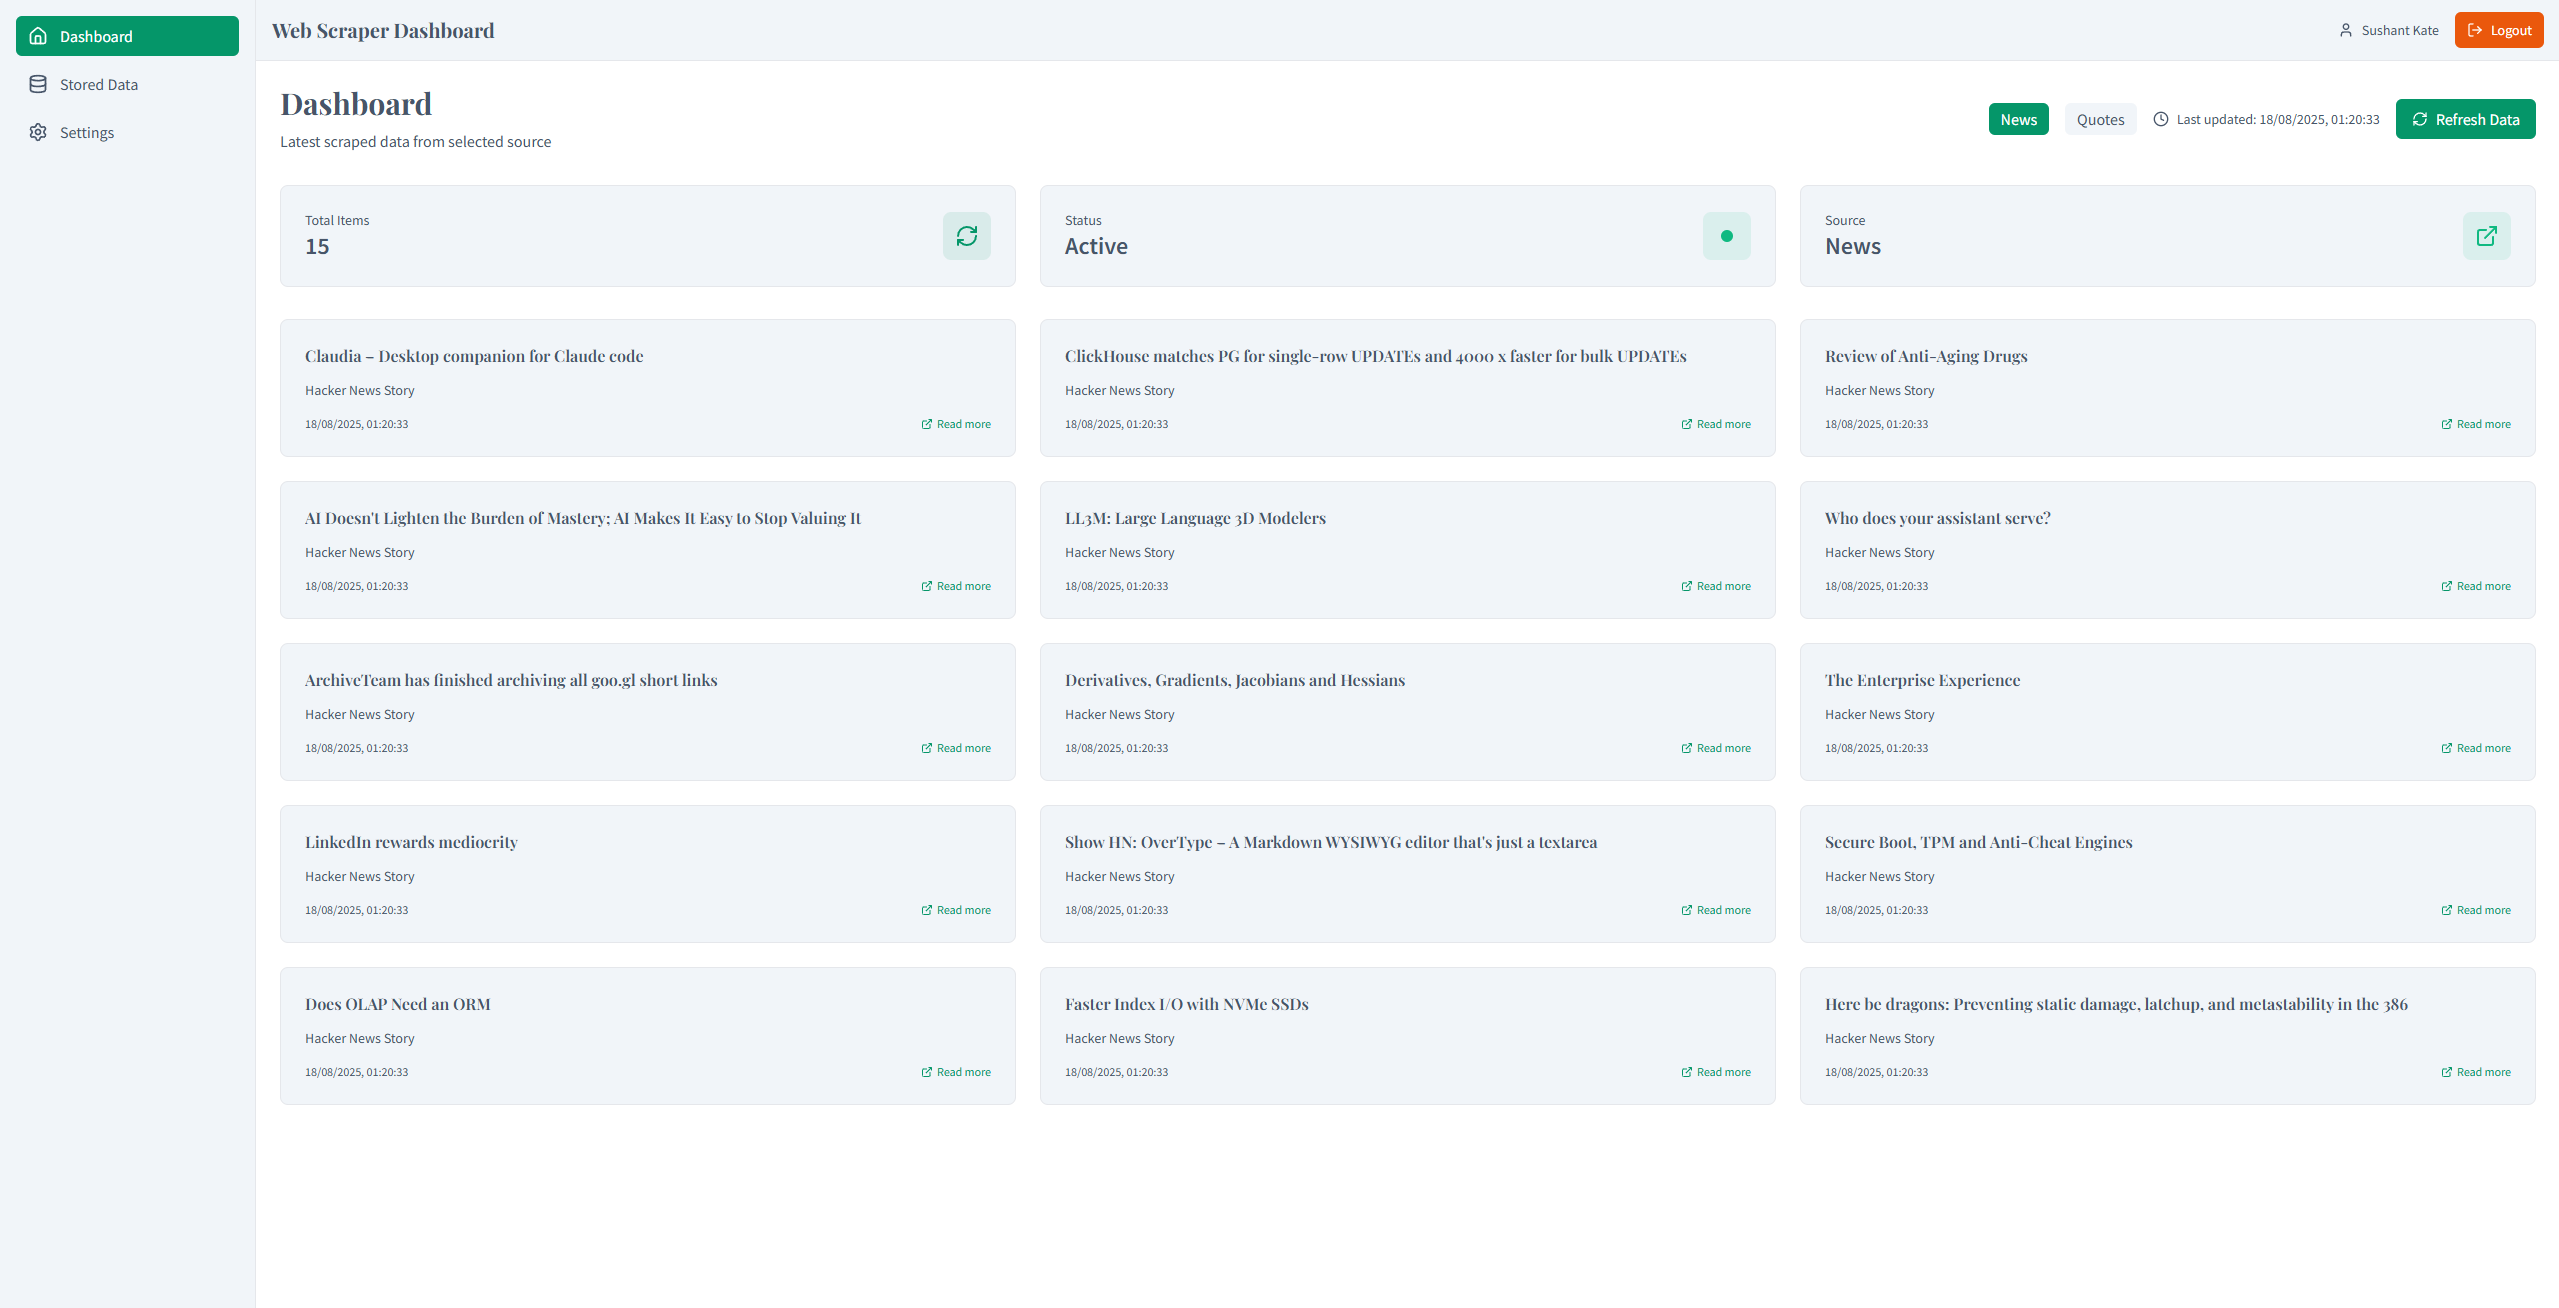 Dashboard
Stored Data
Settings
Web Scraper Dashboard
Sushant Kate
Logout
Dashboard
Latest scraped data from selected source
News
Quotes
Last updated: 18/08/2025, 01:20:33
Refresh Data
Total Items
15
Status
Active
Source
News
Claudia – Desktop companion for Claude code
Hacker News Story
18/08/2025, 01:20:33
Read more
ClickHouse matches PG for single-row UPDATEs and 4000 x faster for bulk UPDATEs
Hacker News Story
18/08/2025, 01:20:33
Read more
Review of Anti-Aging Drugs
Hacker News Story
18/08/2025, 01:20:33
Read more
AI Doesn't Lighten the Burden of Mastery; AI Makes It Easy to Stop Valuing It
Hacker News Story
18/08/2025, 01:20:33
Read more
LL3M: Large Language 3D Modelers
Hacker News Story
18/08/2025, 01:20:33
Read more
Who does your assistant serve?
Hacker News Story
18/08/2025, 01:20:33
Read more
ArchiveTeam has finished archiving all goo.gl short links
Hacker News Story
18/08/2025, 01:20:33
Read more
Derivatives, Gradients, Jacobians and Hessians
Hacker News Story
18/08/2025, 01:20:33
Read more
The Enterprise Experience
Hacker News Story
18/08/2025, 01:20:33
Read more
LinkedIn rewards mediocrity
Hacker News Story
18/08/2025, 01:20:33
Read more
Show HN: OverType – A Markdown WYSIWYG editor that's just a textarea
Hacker News Story
18/08/2025, 01:20:33
Read more
Secure Boot, TPM and Anti-Cheat Engines
Hacker News Story
18/08/2025, 01:20:33
Read more
Does OLAP Need an ORM
Hacker News Story
18/08/2025, 01:20:33
Read more
Faster Index I/O with NVMe SSDs
Hacker News Story
18/08/2025, 01:20:33
Read more
Here be dragons: Preventing static damage, latchup, and metastability in the 386
Hacker News Story
18/08/2025, 01:20:33
Read more